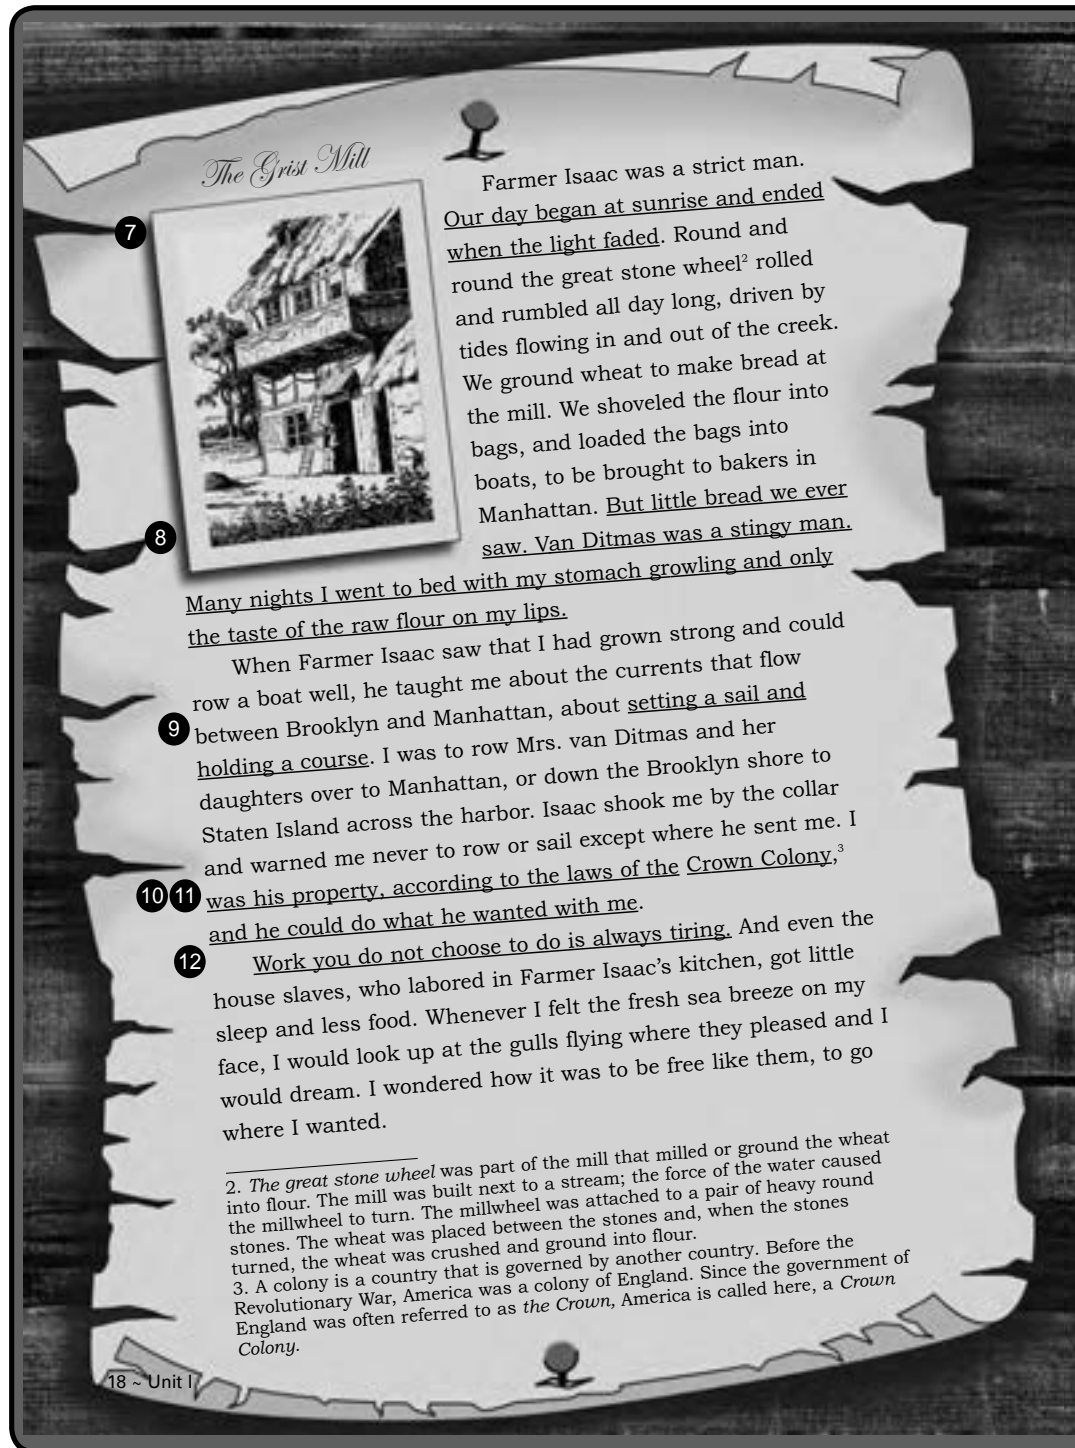 The Grist Mill
Farmer Isaac was a strict man.
Our day began at sunrise and ended
when the light faded. Round and
round the great stone wheel² rolled
and rumbled all day long, driven by
tides flowing in and out of the creek.
We ground wheat to make bread at
the mill. We shoveled the flour into
bags, and loaded the bags into
boats, to be brought to bakers in
Manhattan. But little bread we ever
saw. Van Ditmas was a stingy man.
Many nights I went to bed with my stomach growling and only
the taste of the raw flour on my lips.
When Farmer Isaac saw that I had grown strong and could
row a boat well, he taught me about the currents that flow
between Brooklyn and Manhattan, about setting a sail and
holding a course. I was to row Mrs. van Ditmas and her
daughters over to Manhattan, or down the Brooklyn shore to
Staten Island across the harbor. Isaac shook me by the collar
and warned me never to row or sail except where he sent me. I
was his property, according to the laws of the Crown Colony,³
and he could do what he wanted with me.
Work you do not choose to do is always tiring. And even the
house slaves, who labored in Farmer Isaac's kitchen, got little
sleep and less food. Whenever I felt the fresh sea breeze on my
face, I would look up at the gulls flying where they pleased and I
would dream. I wondered how it was to be free like them, to go
where I wanted.
2. The great stone wheel was part of the mill that milled or ground the wheat
into flour. The mill was built next to a stream; the force of the water caused
the millwheel to turn. The millwheel was attached to a pair of heavy round
stones. The wheat was placed between the stones and, when the stones
turned, the wheat was crushed and ground into flour.
3. A colony is a country that is governed by another country. Before the
Revolutionary War, America was a colony of England. Since the government of
England was often referred to as the Crown, America is called here, a Crown
Colony.
7
8
9
10 11
12
18 ~ Unit I